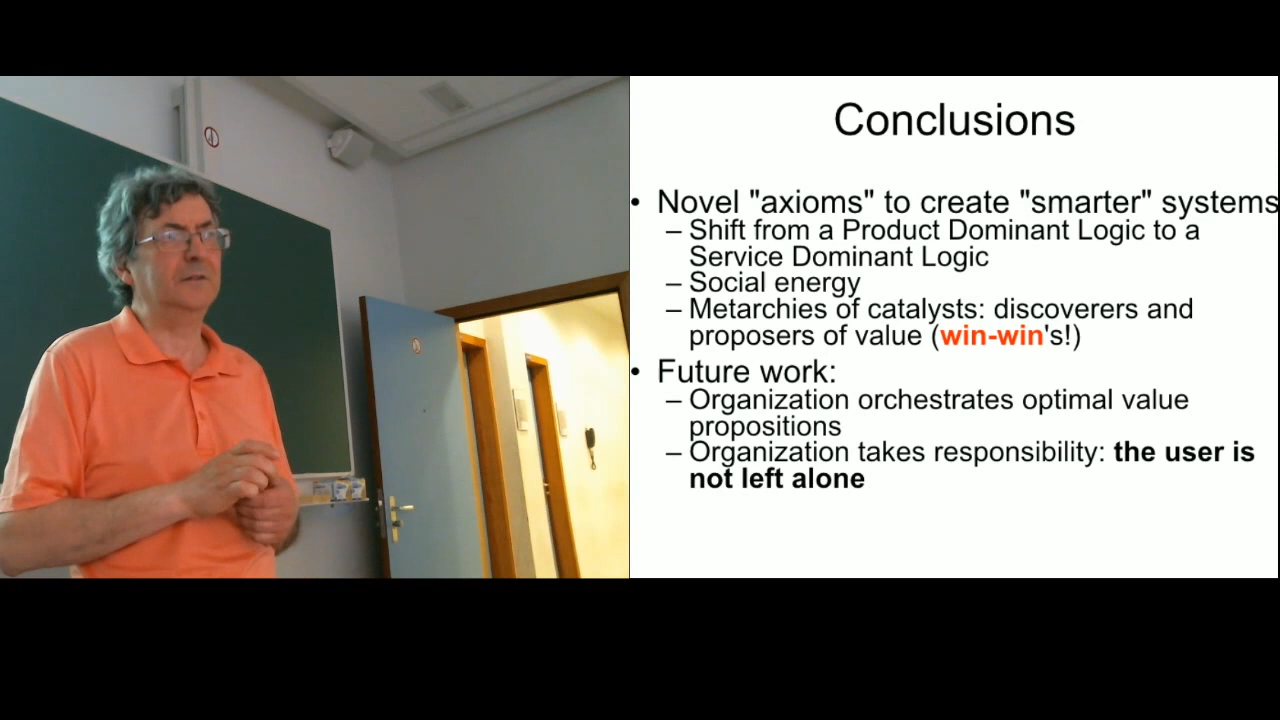 Conclusions
• Novel "axioms" to create "smarter" systems
– Shift from a Product Dominant Logic to a
Service Dominant Logic
– Social energy
– Metarchies of catalysts: discoverers and
proposers of value (win-win's!)
• Future work:
– Organization orchestrates optimal value
propositions
– Organization takes responsibility: the user is
not left alone